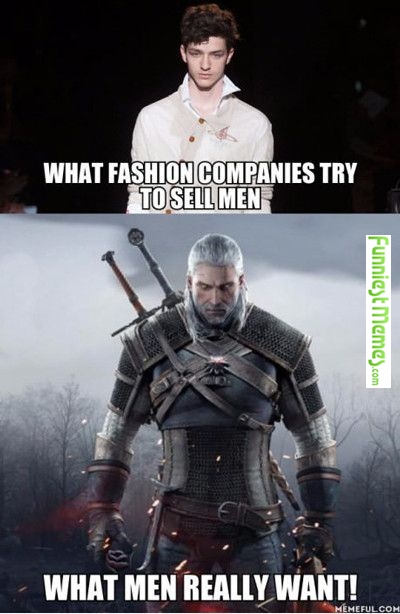 WHAT FASHION COMPANIES TRY
TO SELL MEN
FunniestMemes.com
WHAT MEN REALLY WANT!
MEMEFUL.COM